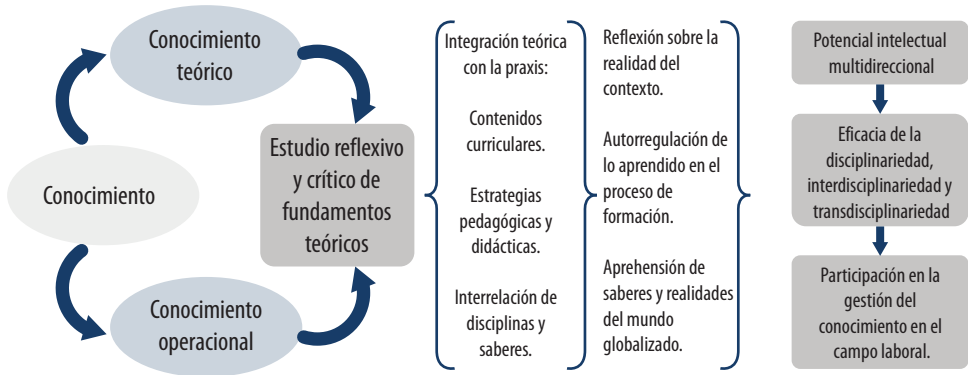 Conocimiento
teórico
Conocimiento
Conocimiento
operacional
Estudio reflexivo
y crítico de
fundamentos
teóricos
Integración teórica
con la praxis:
Contenidos
curriculares.
Estrategias
pedagógicas y
didácticas.
Interrelación de
disciplinas y
saberes.
Reflexión sobre la
realidad del
contexto.
Autorregulación de
lo aprendido en el
proceso de
formación.
Aprehensión de
saberes y realidades
del mundo
globalizado.
Potencial intelectual
multidireccional
Eficacia de la
disciplinariedad,
interdisciplinariedad y
transdisciplinariedad
Participación en la
gestión del
conocimiento en el
campo laboral.